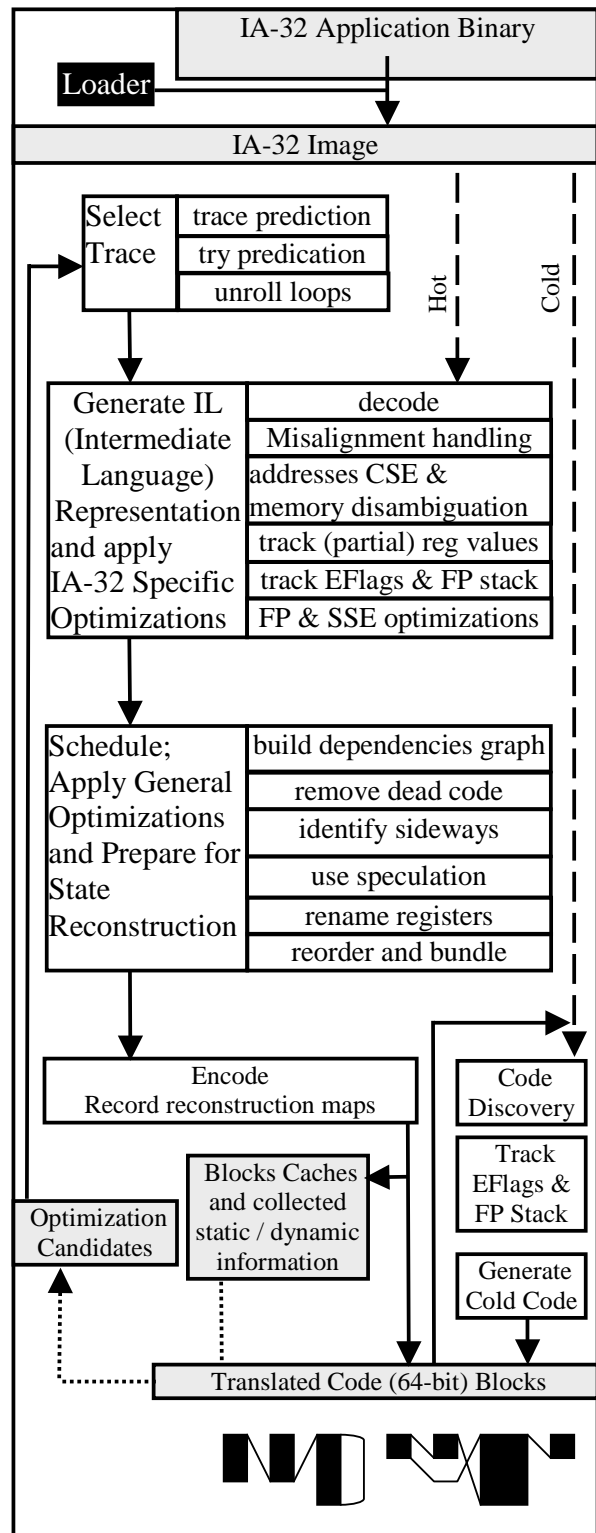 IA-32 Application Binary
Loader
IA-32 Image
Select
Trace
trace prediction
try predication
unroll loops
Hot
Cold
Generate IL
(Intermediate
Language)
Representation
and apply
IA-32 Specific
Optimizations
decode
Misalignment handling
addresses CSE &
memory disambiguation
track (partial) reg values
track EFlags & FP stack
FP & SSE optimizations
Schedule;
Apply General
Optimizations
and Prepare for
State
Reconstruction
build dependencies graph
remove dead code
identify sideways
use speculation
rename registers
reorder and bundle
Encode
Record reconstruction maps
Code
Discovery
Track
EFlags &
FP Stack
Generate
Cold Code
Blocks Caches
and collected
static / dynamic
information
Optimization
Candidates
Translated Code (64-bit) Blocks